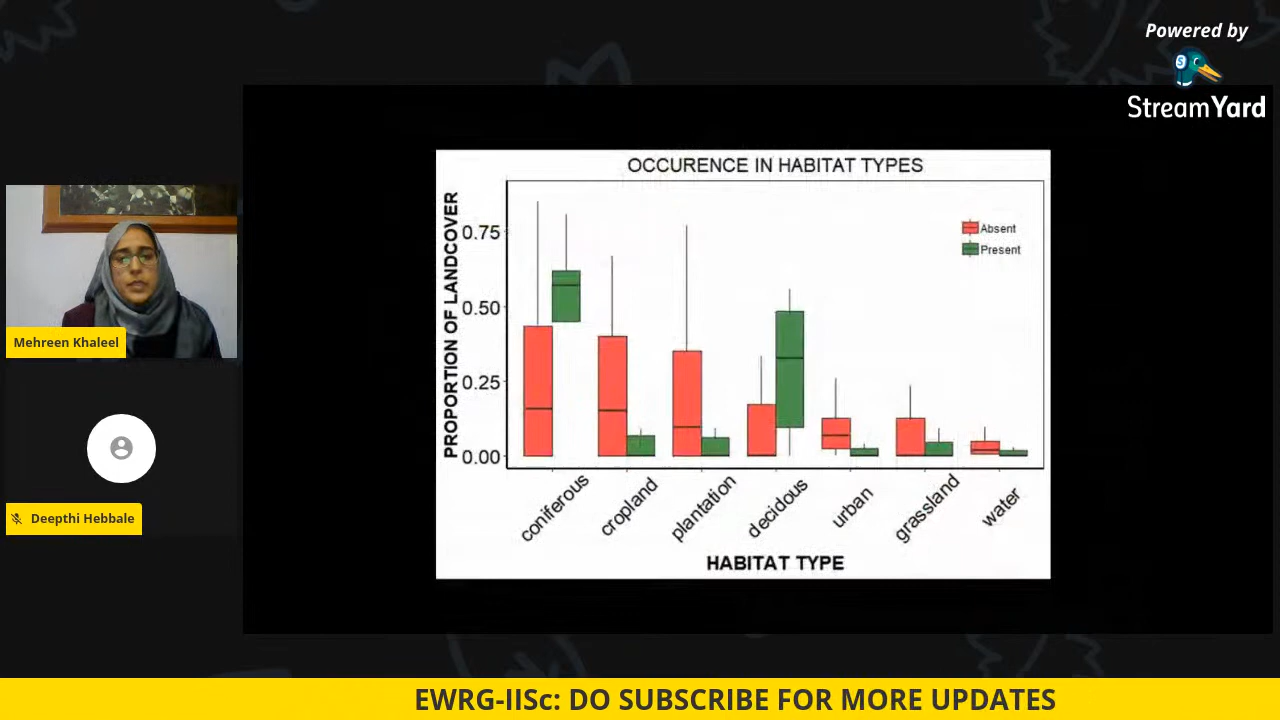 Powered by
StreamYard
OCCURENCE IN HABITAT TYPES
PROPORTION OF LANDCOVER
0.75
0.50
0.25
0.00
Absent
Present
coniferous
cropland
plantation
decidous
urban
grassland
water
HABITAT TYPE
Mehreen Khaleel
Deepthi Hebbale
EWRG-IISc: DO SUBSCRIBE FOR MORE UPDATES